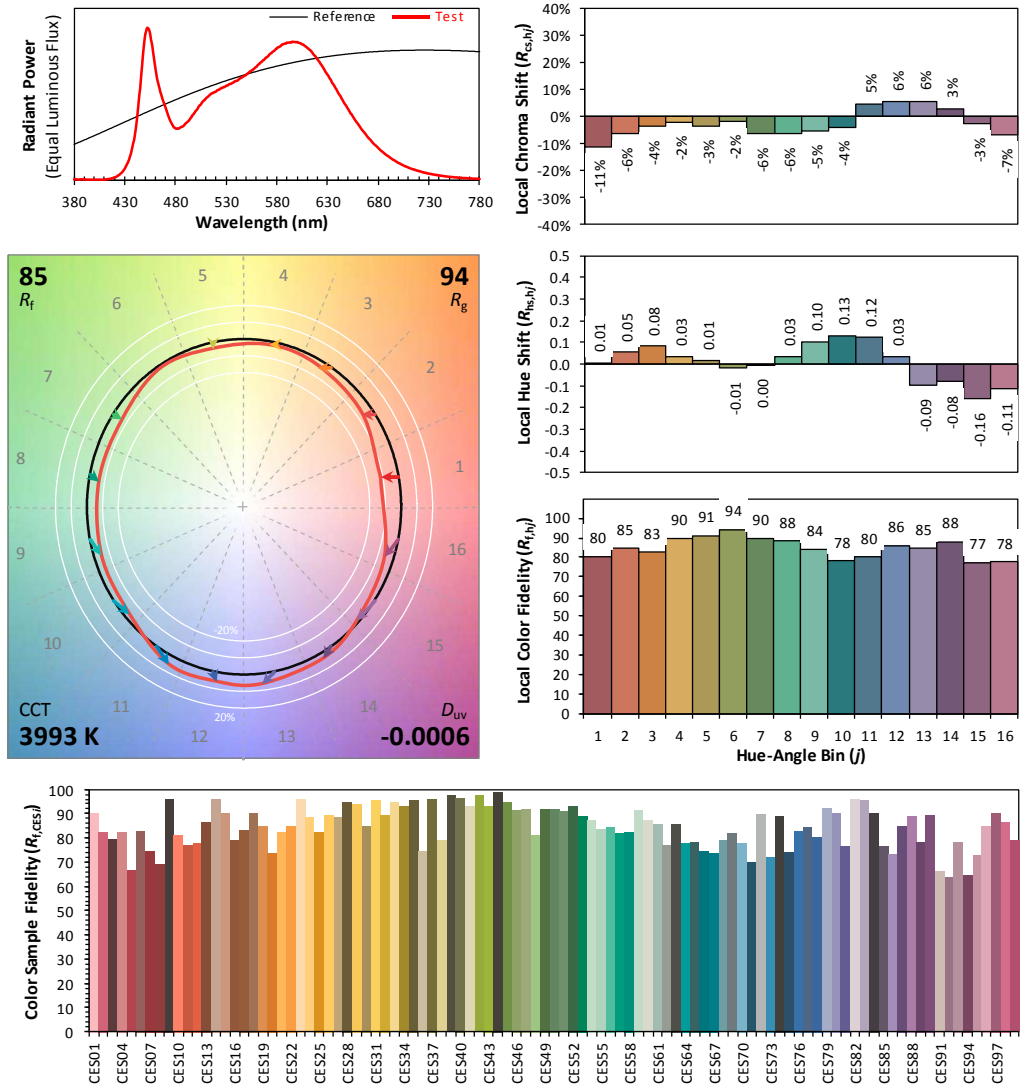 Reference
Test
Radiant Power
(Equal Luminous Flux
380 430 480 530 580 630 680 730 780
Wavelength (nm)
Local Chroma Shift (Rcs,hj)
40%
30%
20%
10%
0%
-10%
-20%
-30%
-40%
-11% -6% -4% -2% -3% -2% -6% -6% -5% -4% 5% 6% 6% 3% -3% -7%
85
Rf
94
Rg
1 2 3 4 5 6 7 8 9 10 11 12 13 14 15 16
-20%
20%
CCT
3993 K
Duv
-0.0006
Local Hue Shift (Rhs,hj)
0.5
0.4
0.3
0.2
0.1
0.0
-0.1
-0.2
-0.3
-0.4
-0.5
0.01 0.05 0.08 0.03 0.01 -0.01 0.00 0.03 0.10 0.13 0.12 0.03 -0.09 -0.08 -0.16 -0.11
Local Color Fidelity (Rf,hj)
100
90
80
70
60
50
40
30
20
10
0
80 85 83 90 91 94 90 88 84 78 80 86 85 88 77 78
1 2 3 4 5 6 7 8 9 10 11 12 13 14 15 16
Hue-Angle Bin (j)
Color Sample Fidelity (Rf,CESi)
100
90
80
70
60
50
40
30
20
10
0
CES01 CES04 CES07 CES10 CES13 CES16 CES19 CES22 CES25 CES28 CES31 CES34 CES37 CES40 CES43 CES46 CES49 CES52 CES55 CES58 CES61 CES64 CES67 CES70 CES73 CES76 CES79 CES82 CES85 CES88 CES91 CES94 CES97